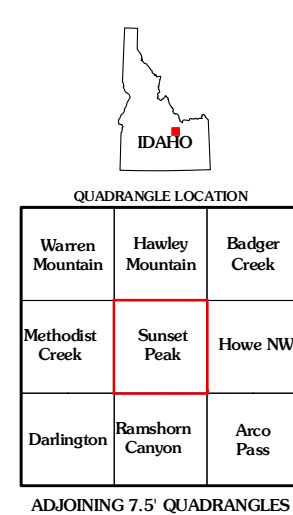 IDAHO
QUADRANGLE LOCATION
Warren
Mountain
Hawley
Mountain
Badger
Creek
Methodist
Creek
Sunset
Peak
Howe NW
Darlington
Ramshorn
Canyon
Arco
Pass
ADJOINING 7.5' QUADRANGLES